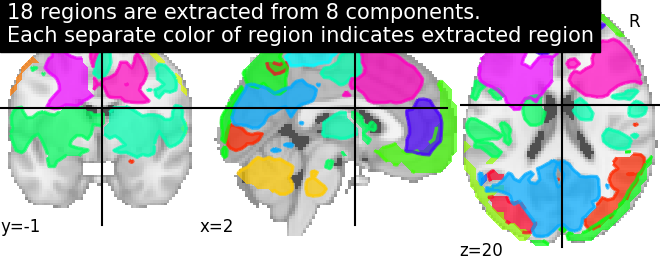 18 regions are extracted from 8 components.
Each separate color of region indicates extracted region
R
y=-1
x=2
z=20